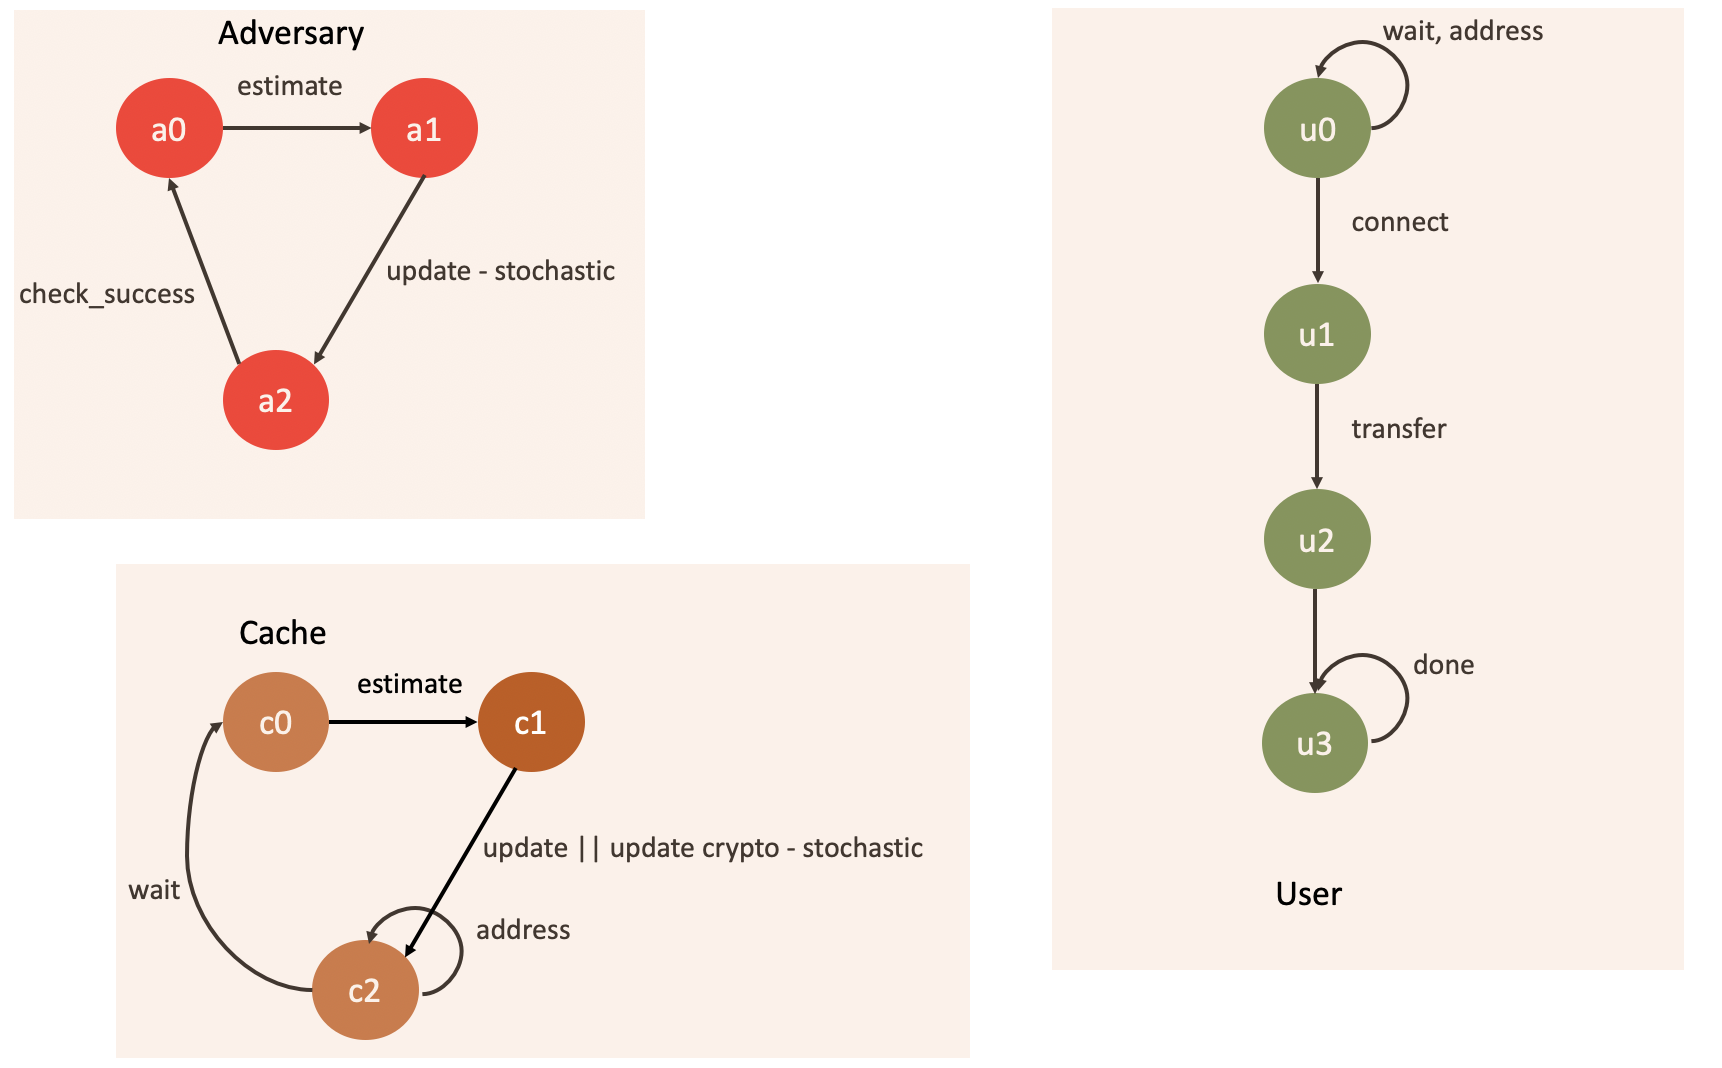 Adversary
estimate
a0
a1
update - stochastic
check_success
a2
Cache
estimate
c0
c1
update || update crypto - stochastic
wait
address
c2
wait, address
u0
connect
u1
transfer
u2
done
u3
User